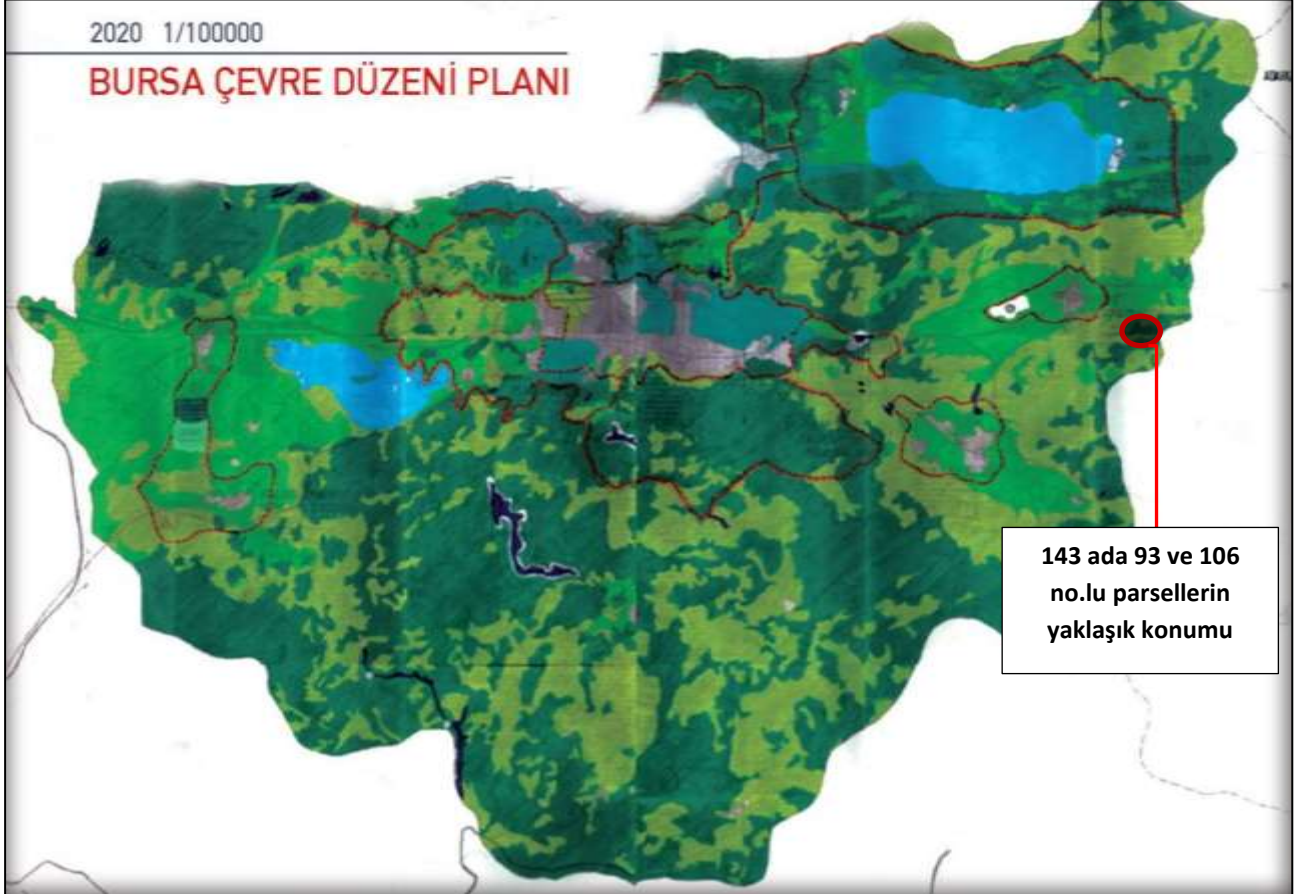 2020 1/100000
BURSA ÇEVRE DÜZENİ PLANI
143 ada 93 ve 106
no.lu parsellerin
yaklaşık konumu